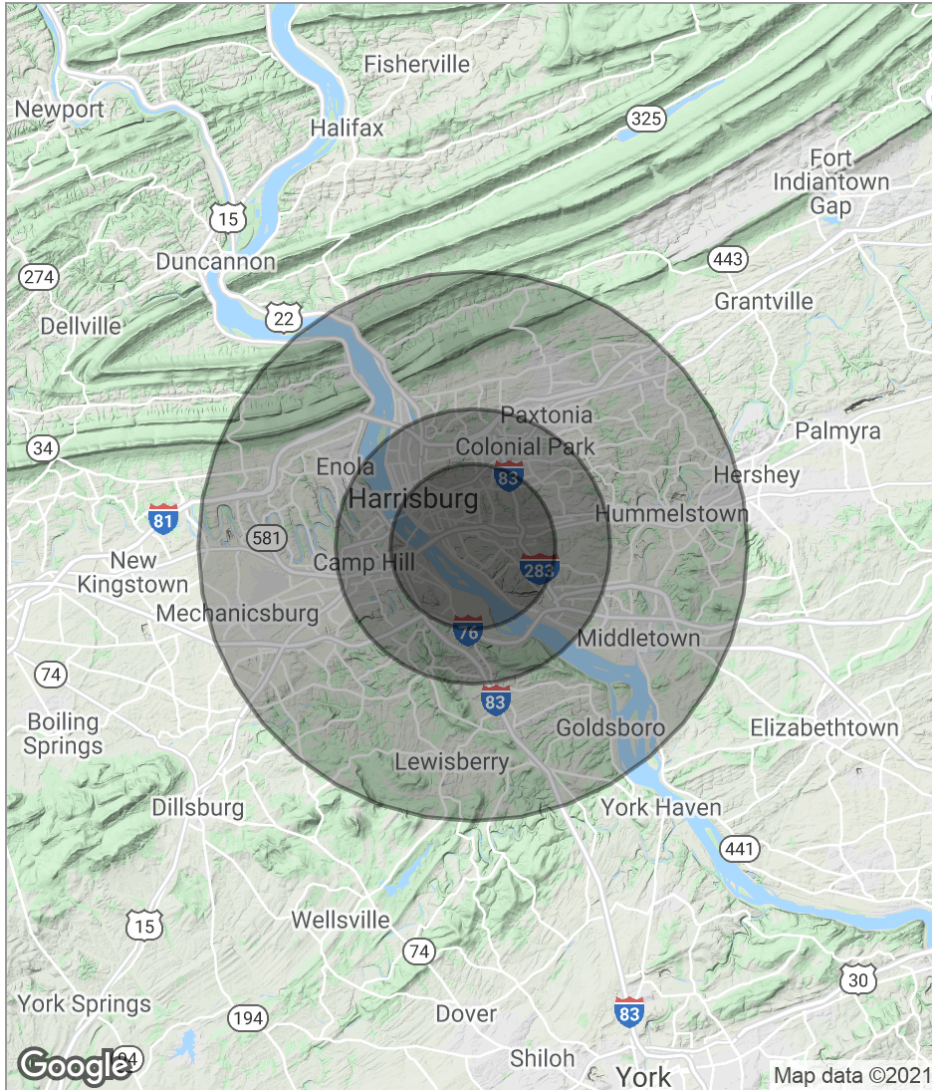 Fisherville
Newport
325
Halifax
Fort
Indiantown
Gap
15
Duncannon
443
274
Grantville
22
Dellville
Paxtonia
Palmyra
34
Colonial Park
Enola
83
Hershey
Harrisburg
Hummelstown
81
581
New
Kingstown
Camp Hill
283
Mechanicsburg
76
Middletown
74
83
Boiling
Springs
Goldsboro
Elizabethtown
Lewisberry
Dillsburg
York Haven
441
Wellsville
15
74
30
York Springs
194
Dover
83
Shiloh
Google
94
York
Map data ©2021